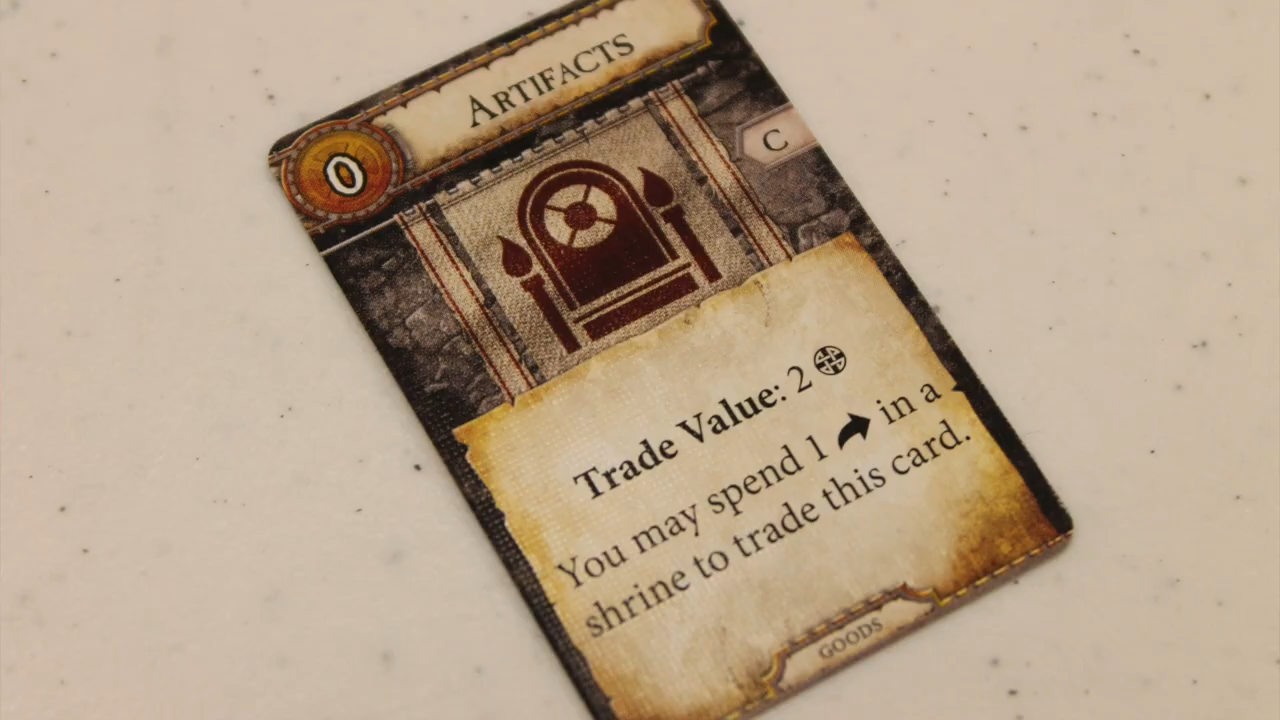 ARTIFACTS
0
C
Trade Value: 2
You may spend 1 in a
shrine to trade this card.
GOODS